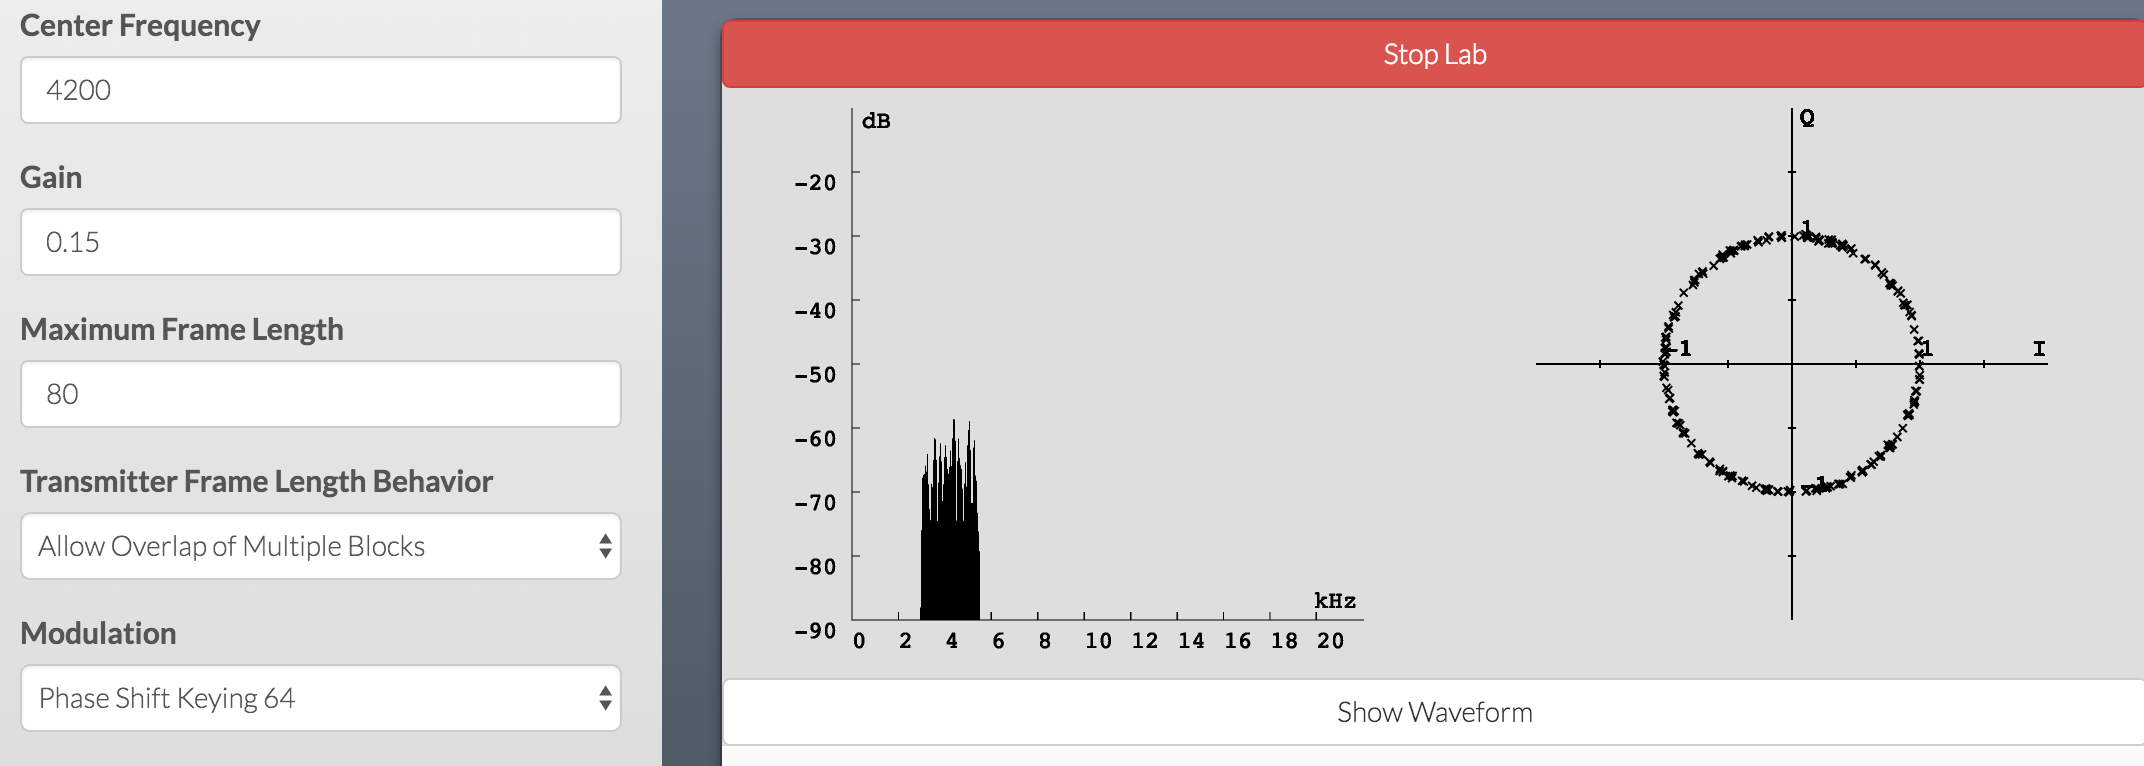 Center Frequency
4200
Gain
0.15
Maximum Frame Length
80
Transmitter Frame Length Behavior
Allow Overlap of Multiple Blocks
Modulation
Phase Shift Keying 64
Stop Lab
dB
-20
-30
-40
-50
-60
-70
-80
-90
kHz
0 2 4 6 8 10 12 14 16 18 20
Q
1
-1 1 I
-1
Show Waveform